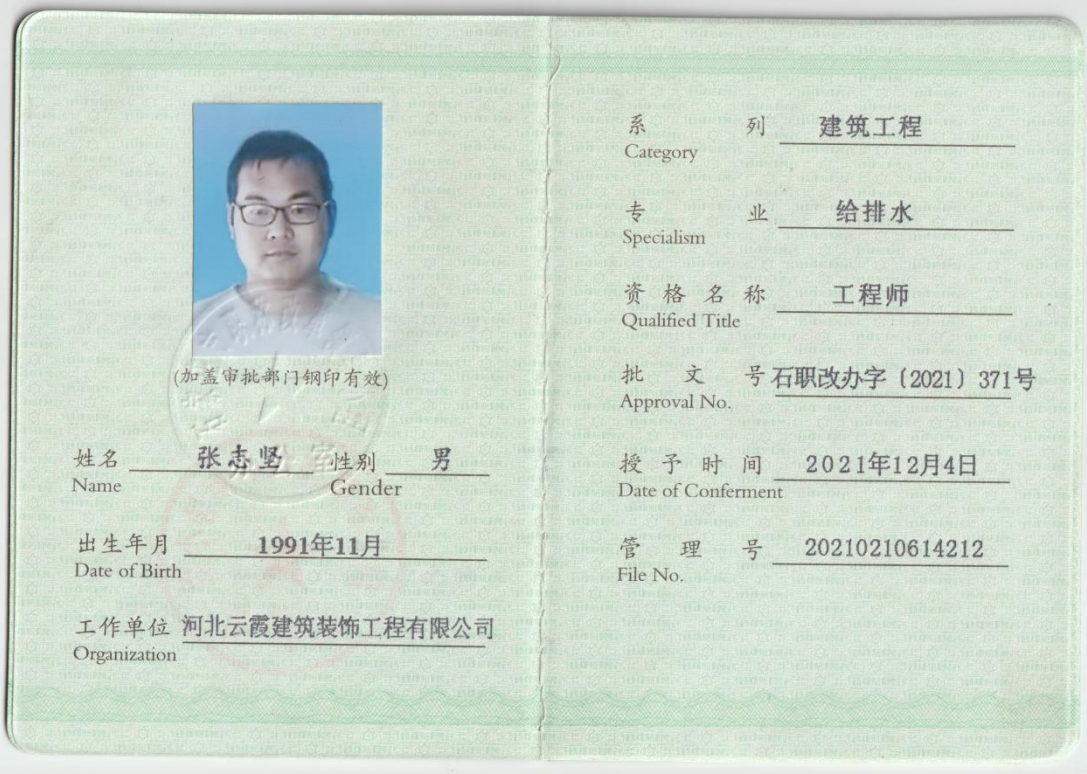 (加盖审批部门钢印有效)
姓名 张志坚 性别 男
Name Gender
出生年月 1991年11月
Date of Birth
工作单位 河北云霞建筑装饰工程有限公司
Organization
系列 建筑工程
Category
专业 给排水
Specialism
资格名称 工程师
Qualified Title
批文号 石职改办字〔2021〕371号
Approval No.
授予时间 2021年12月4日
Date of Conferment
管理号 20210210614212
File No.